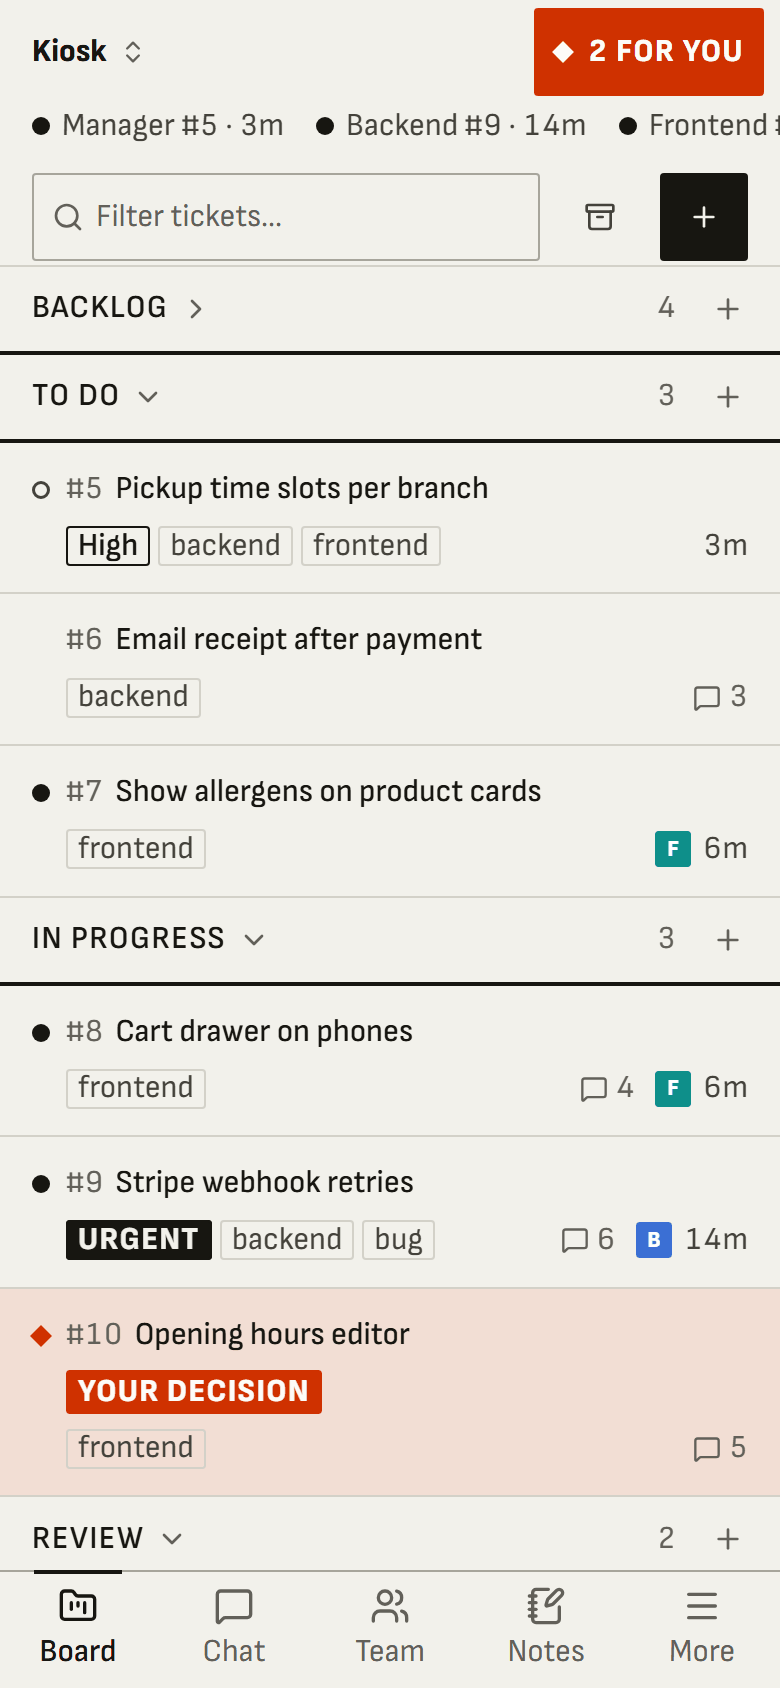 Kiosk
2 FOR YOU
Manager #5 · 3m Backend #9 · 14m Frontend
Filter tickets...
BACKLOG 4
TO DO 3
#5 Pickup time slots per branch
High backend frontend 3m
#6 Email receipt after payment
backend 3
#7 Show allergens on product cards
frontend F 6m
IN PROGRESS 3
#8 Cart drawer on phones
frontend 4 F 6m
#9 Stripe webhook retries
URGENT backend bug 6 B 14m
#10 Opening hours editor
YOUR DECISION
frontend 5
REVIEW 2
Board Chat Team Notes More